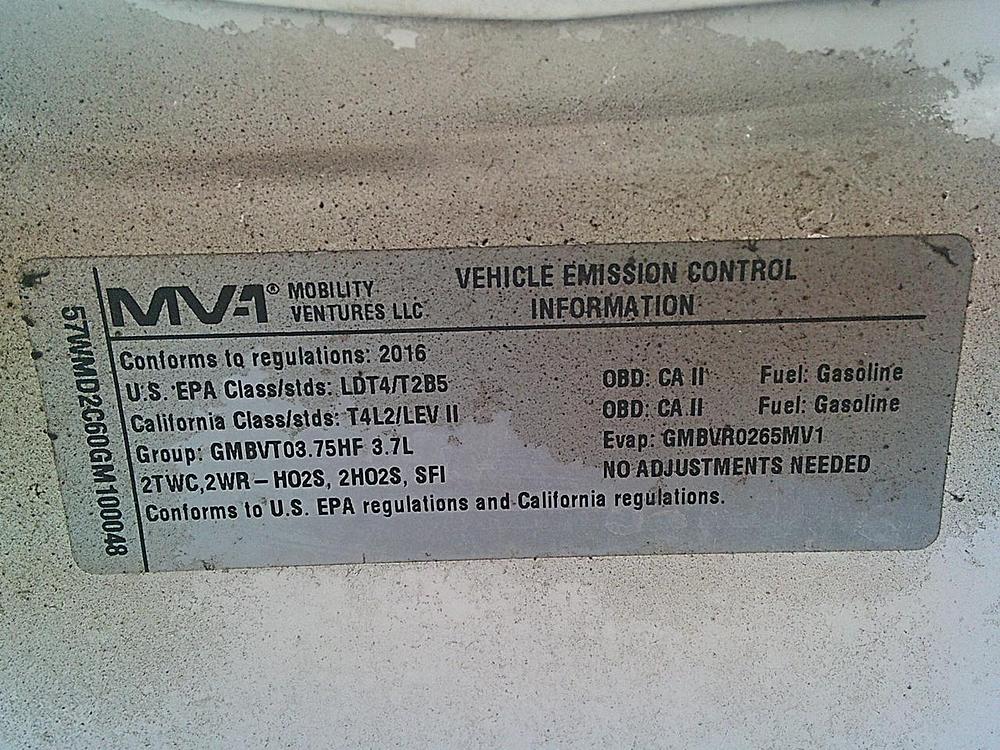 MV-1® MOBILITY VENTURES LLC
VEHICLE EMISSION CONTROL
INFORMATION
57WMD2C60GM100048
Conforms to regulations: 2016
U.S. EPA Class/stds: LDT4/T2B5 OBD: CA II Fuel: Gasoline
California Class/stds: T4L2/LEV II OBD: CA II Fuel: Gasoline
Group: GMBVT03.75HF 3.7L Evap: GMBVR0265MV1
2TWC,2WR-HO2S, 2HO2S, SFI NO ADJUSTMENTS NEEDED
Conforms to U.S. EPA regulations and California regulations.